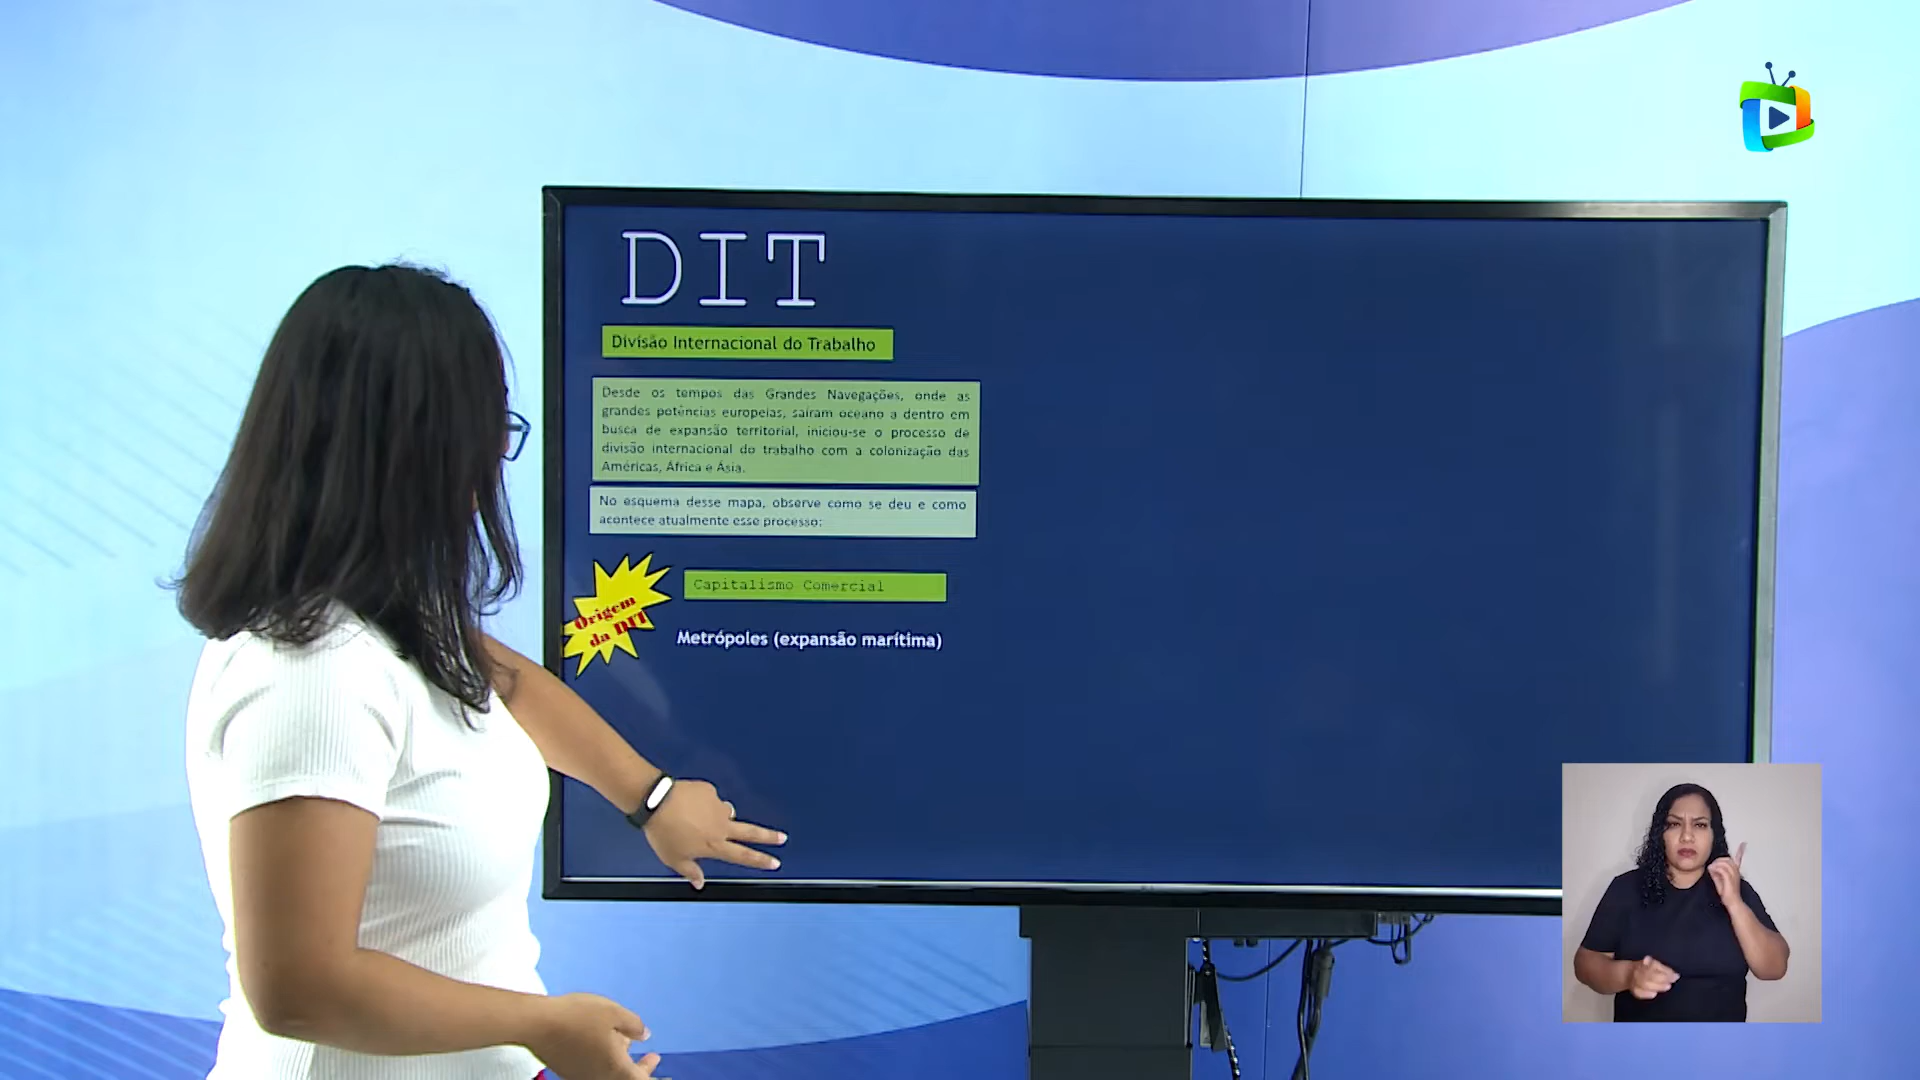 DIT
Divisão Internacional do Trabalho
Desde os tempos das Grandes Navegações, onde as
grandes potências europeias, saíram oceano a dentro em
busca de expansão territorial, iniciou-se o processo de
divisão internacional do trabalho com a colonização das
Américas, África e Ásia.
No esquema desse mapa, observe como se deu e como
acontece atualmente esse processo:
Origem
da DIT
Capitalismo Comercial
Metrópoles (expansão marítima)